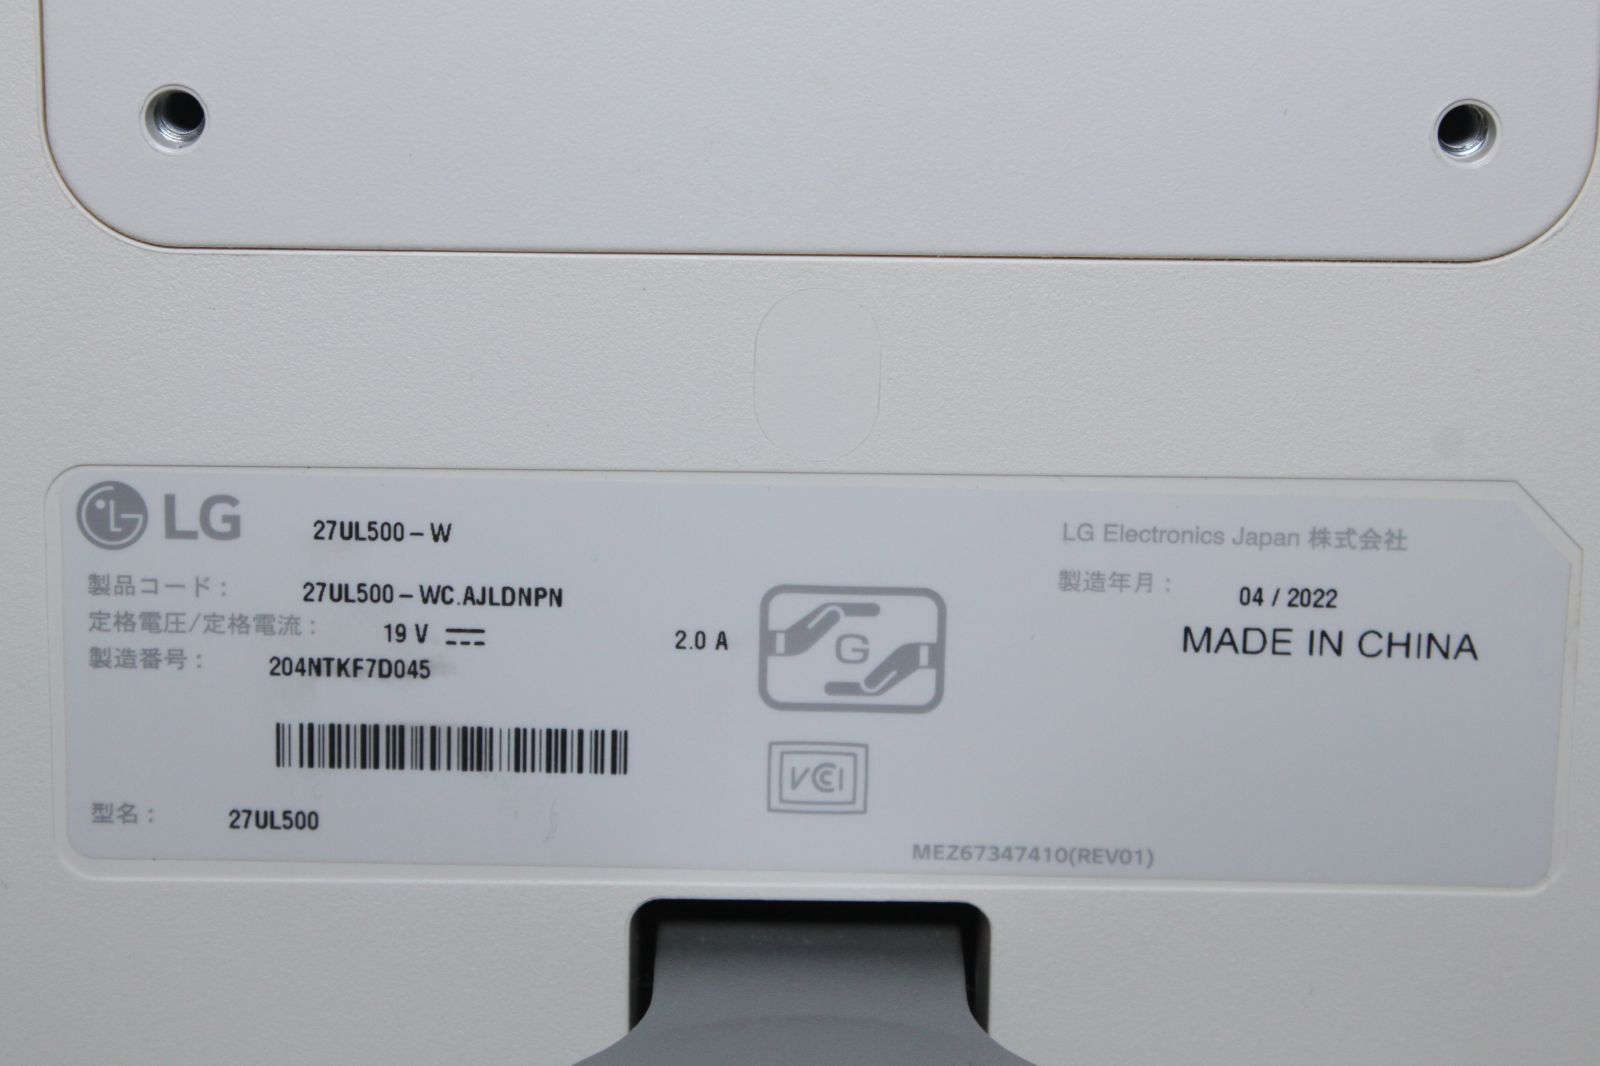 LG
27UL500-W
製品コード: 27UL500-WC.AJLDNPN
定格電圧/定格電流: 19 V ⎓ 2.0 A
製造番号: 204NTKF7D045
型名: 27UL500
G
VCCI
LG Electronics Japan 株式会社
製造年月: 04 / 2022
MADE IN CHINA
MEZ67347410(REV01)